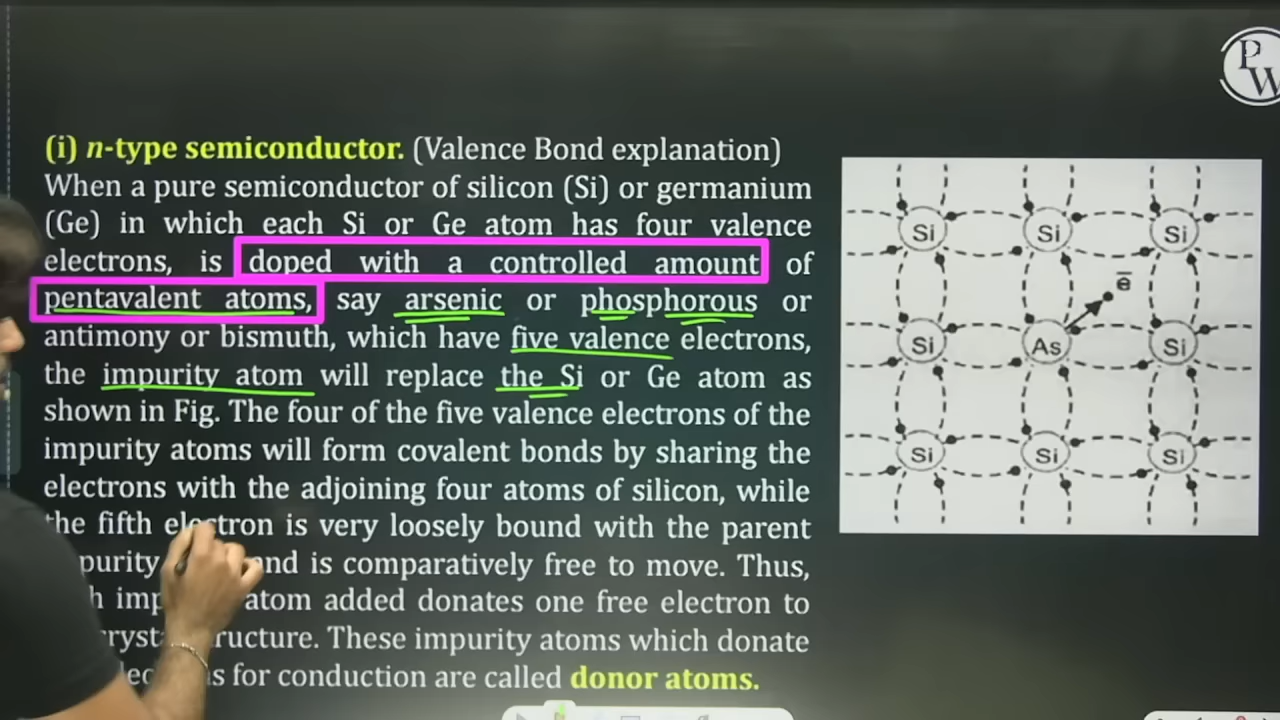 PW
(i) n-type semiconductor. (Valence Bond explanation)
When a pure semiconductor of silicon (Si) or germanium
(Ge) in which each Si or Ge atom has four valence
electrons, is doped with a controlled amount of
pentavalent atoms, say arsenic or phosphorous or
antimony or bismuth, which have five valence electrons,
the impurity atom will replace the Si or Ge atom as
shown in Fig. The four of the five valence electrons of the
impurity atoms will form covalent bonds by sharing the
electrons with the adjoining four atoms of silicon, while
the fifth electron is very loosely bound with the parent
and is comparatively free to move. Thus,
atom added donates one free electron to
These impurity atoms which donate
for conduction are called donor atoms.
Si Si Si
ē
Si As Si
Si Si Si